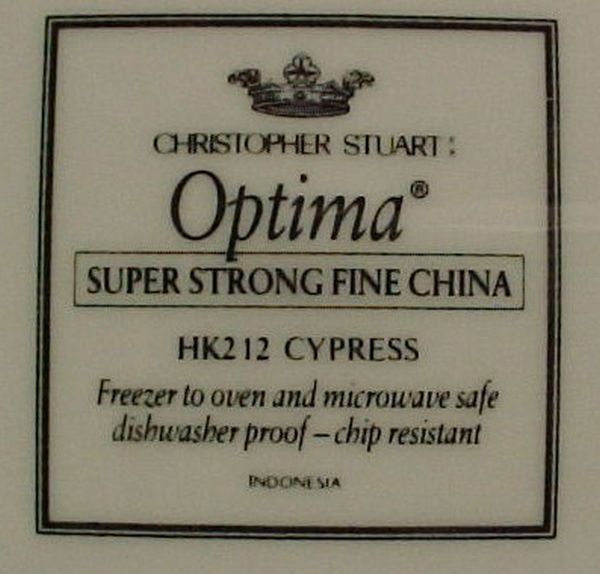 CHRISTOPHER STUART:
Optima®
SUPER STRONG FINE CHINA
HK212 CYPRESS
Freezer to oven and microwave safe
dishwasher proof – chip resistant
INDONESIA